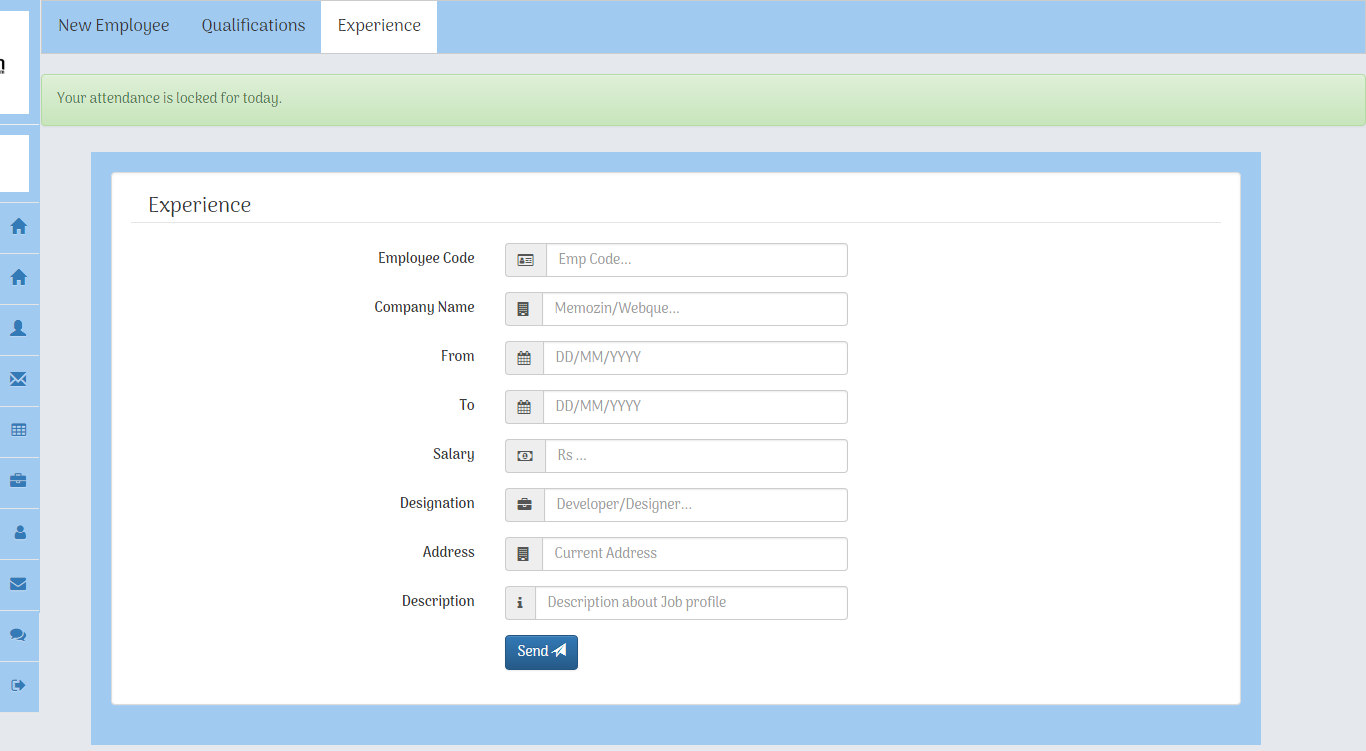 New Employee Qualifications Experience
Your attendance is locked for today.
Experience
Employee Code Emp Code...
Company Name Memozin/Webque...
From DD/MM/YYYY
To DD/MM/YYYY
Salary Rs ...
Designation Developer/Designer...
Address Current Address
Description Description about Job profile
Send